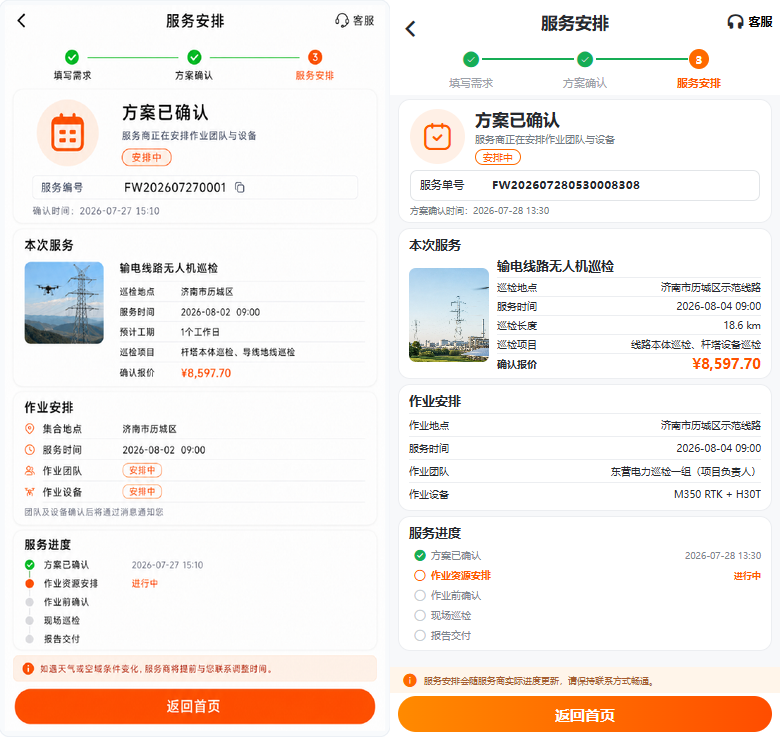 服务安排
客服
填写需求
方案确认
3
服务安排
方案已确认
服务商正在安排作业团队与设备
安排中
服务编号 FW202607270001
确认时间：2026-07-27 15:10
本次服务
输电线路无人机巡检
巡检地点 济南市历城区
服务时间 2026-08-02 09:00
预计工期 1个工作日
巡检项目 杆塔本体巡检、导线地线巡检
确认报价 ¥8,597.70
作业安排
集合地点 济南市历城区
服务时间 2026-08-02 09:00
作业团队 安排中
作业设备 安排中
团队及设备确认后将通过消息通知您
服务进度
方案已确认 2026-07-27 15:10
作业资源安排 进行中
作业前确认
现场巡检
报告交付
如遇天气或空域条件变化，服务商将提前与您联系调整时间。
返回首页
服务安排
客服
填写需求
方案确认
3
服务安排
方案已确认
服务商正在安排作业团队与设备
安排中
服务单号 FW202607280530008308
方案确认时间：2026-07-28 13:30
本次服务
输电线路无人机巡检
巡检地点 济南市历城区示范线路
服务时间 2026-08-04 09:00
巡检长度 18.6 km
巡检项目 线路本体巡检、杆塔设备巡检
确认报价 ¥8,597.70
作业安排
作业地点 济南市历城区示范线路
服务时间 2026-08-04 09:00
作业团队 东营电力巡检一组（项目负责人）
作业设备 M350 RTK + H30T
服务进度
方案已确认 2026-07-28 13:30
作业资源安排 进行中
作业前确认
现场巡检
报告交付
服务安排会随服务商实际进度更新，请保持联系方式畅通。
返回首页